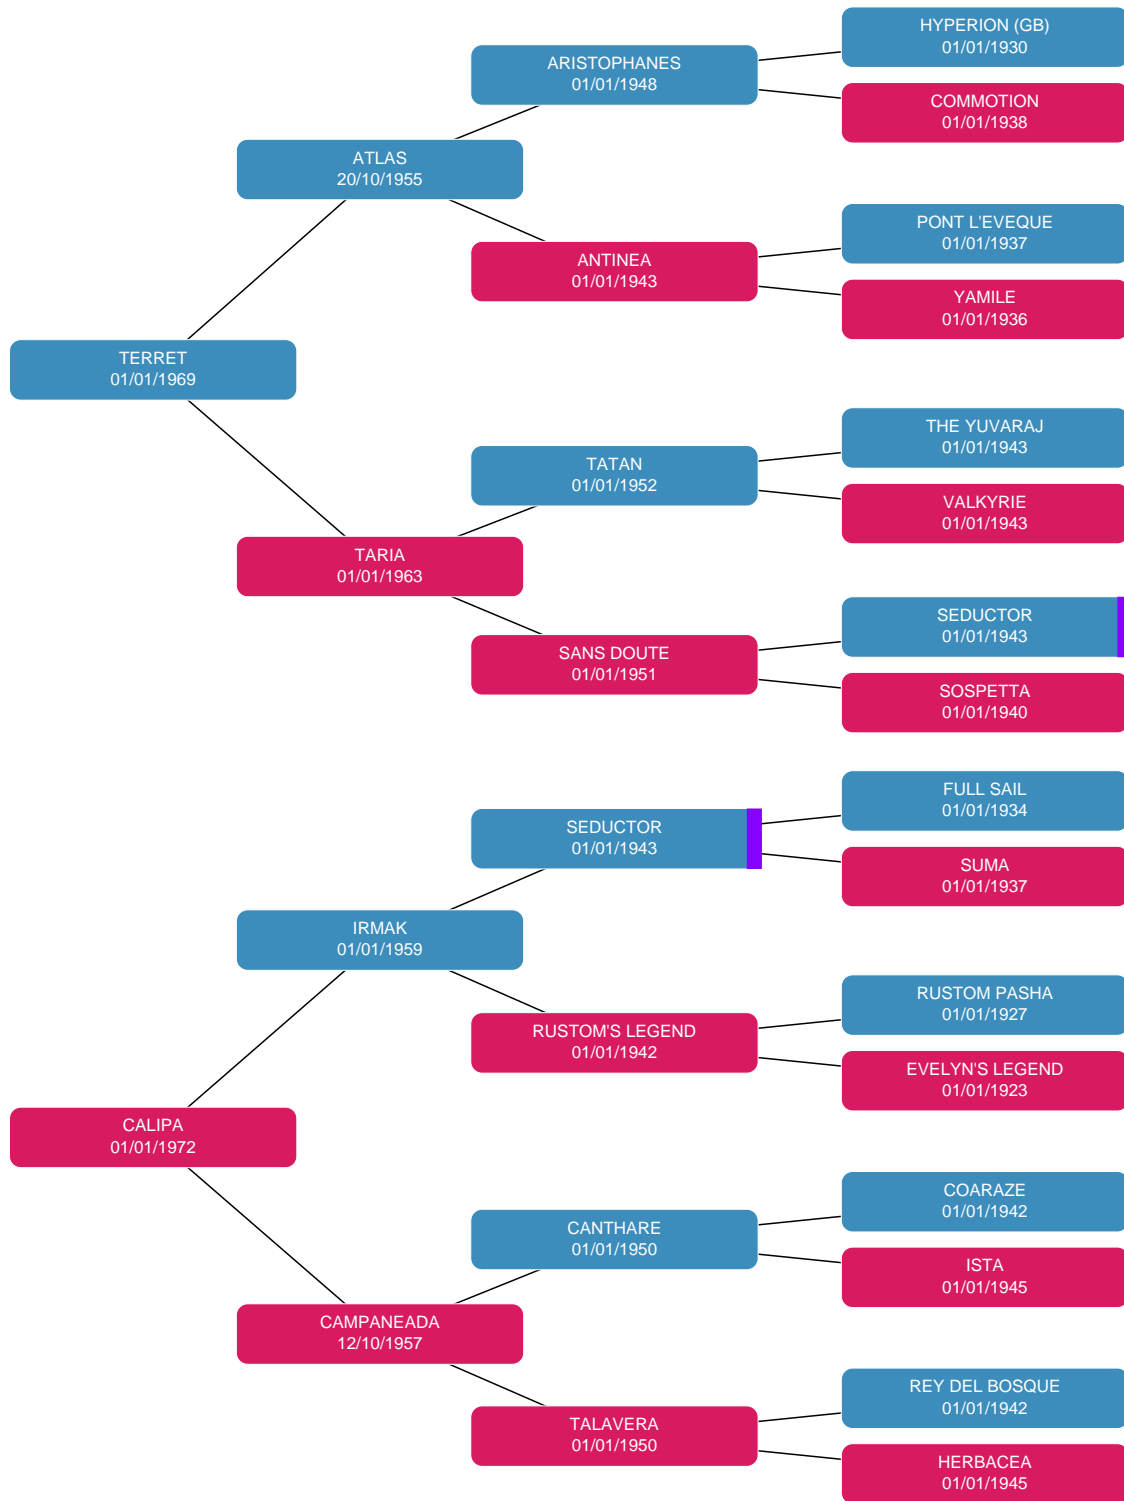 HYPERION (GB)
01/01/1930
ARISTOPHANES
01/01/1948
COMMOTION
01/01/1938
ATLAS
20/10/1955
PONT L'EVEQUE
01/01/1937
ANTINEA
01/01/1943
YAMILE
01/01/1936
TERRET
01/01/1969
THE YUVARAJ
01/01/1943
TATAN
01/01/1952
VALKYRIE
01/01/1943
TARIA
01/01/1963
SEDUCTOR
01/01/1943
SANS DOUTE
01/01/1951
SOSPETTA
01/01/1940
FULL SAIL
01/01/1934
SEDUCTOR
01/01/1943
SUMA
01/01/1937
IRMAK
01/01/1959
RUSTOM PASHA
01/01/1927
RUSTOM'S LEGEND
01/01/1942
EVELYN'S LEGEND
01/01/1923
CALIPA
01/01/1972
COARAZE
01/01/1942
CANTHARE
01/01/1950
ISTA
01/01/1945
CAMPANEADA
12/10/1957
REY DEL BOSQUE
01/01/1942
TALAVERA
01/01/1950
HERBACEA
01/01/1945